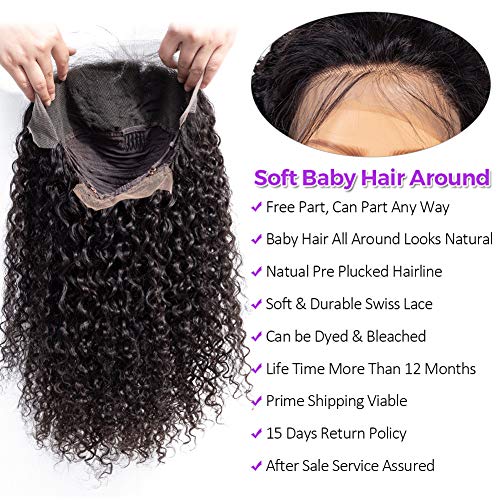 Soft Baby Hair Around
Free Part, Can Part Any Way
Baby Hair All Around Looks Natural
Natual Pre Plucked Hairline
Soft & Durable Swiss Lace
Can be Dyed & Bleached
Life Time More Than 12 Months
Prime Shipping Viable
15 Days Return Policy
After Sale Service Assured